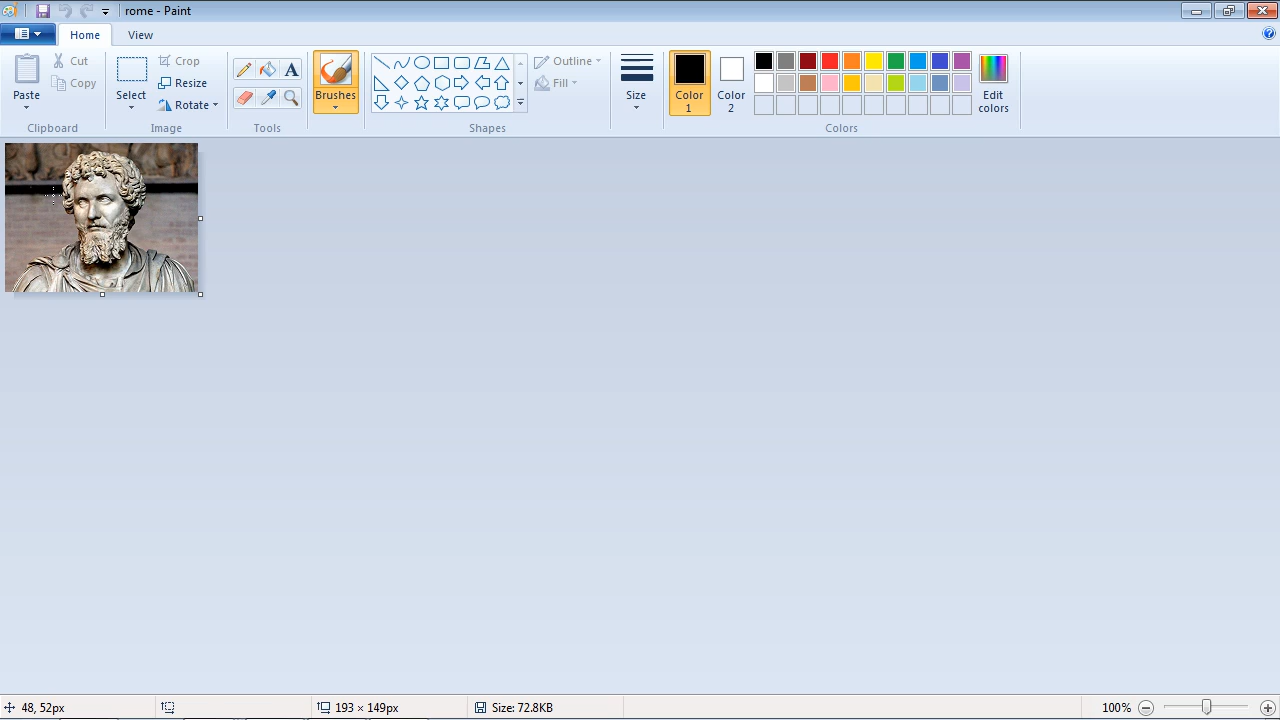 rome - Paint
Home
View
Paste
Cut
Copy
Clipboard
Select
Crop
Resize
Rotate
Image
A
Tools
Brushes
Outline
Fill
Shapes
Size
Color 1
Color 2
Edit colors
Colors
48, 52px
193 × 149px
Size: 72.8KB
100%